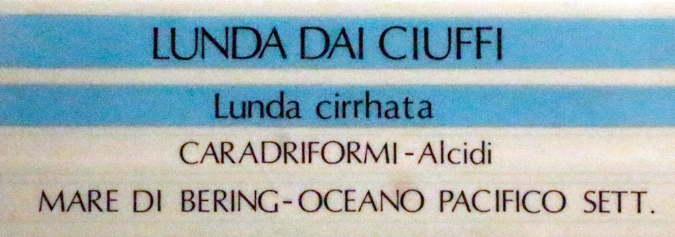 LUNDA DAI CIUFFI
Lunda cirrhata
CARADRIFORMI-Alcidi
MARE DI BERING-OCEANO PACIFICO SETT.